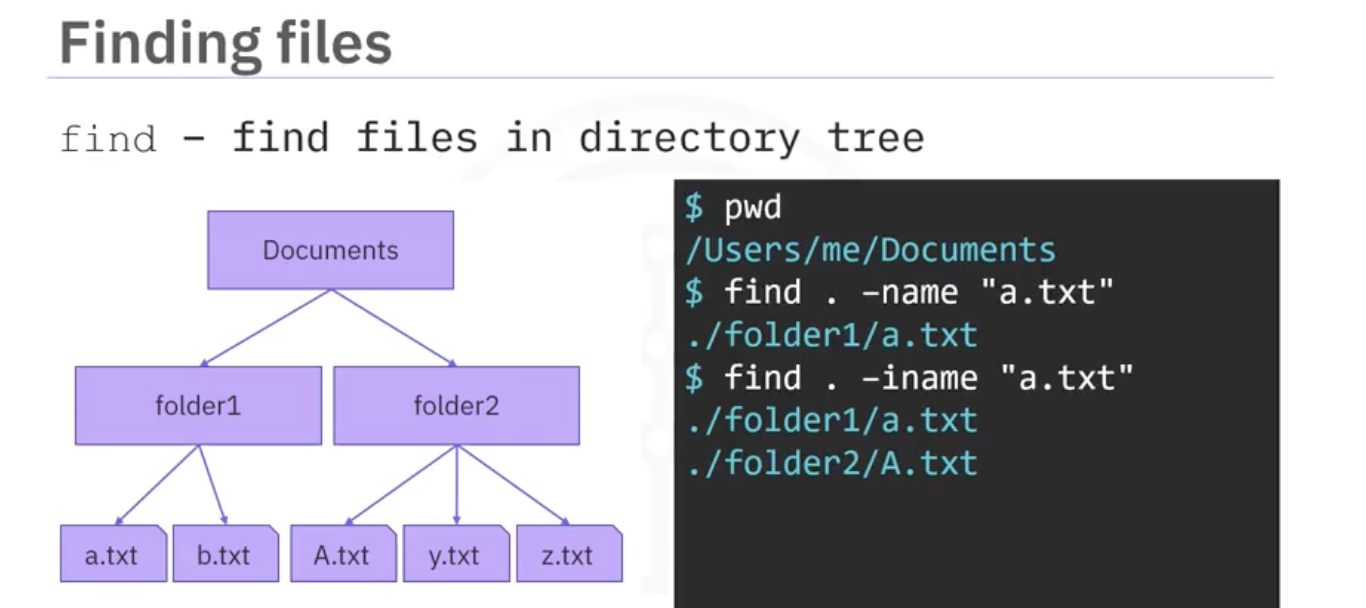 Finding files
find – find files in directory tree
Documents
folder1
folder2
a.txt
b.txt
A.txt
y.txt
z.txt
$ pwd
/Users/me/Documents
$ find . –name "a.txt"
./folder1/a.txt
$ find . –iname "a.txt"
./folder1/a.txt
./folder2/A.txt